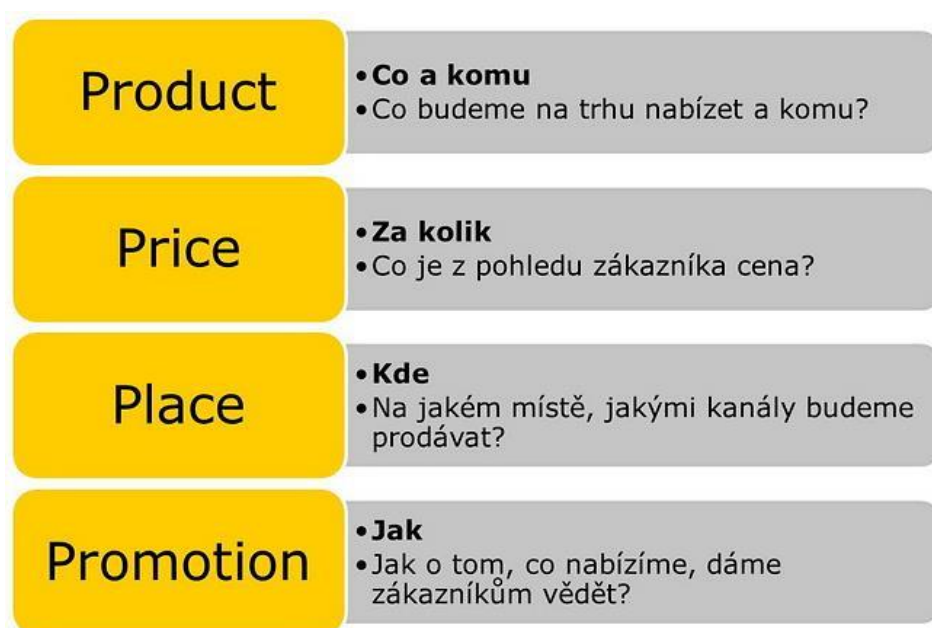 Product
•Co a komu
•Co budeme na trhu nabízet a komu?
Price
•Za kolik
•Co je z pohledu zákazníka cena?
Place
•Kde
•Na jakém místě, jakými kanály budeme
prodávat?
Promotion
•Jak
•Jak o tom, co nabízíme, dáme
zákazníkům vědět?